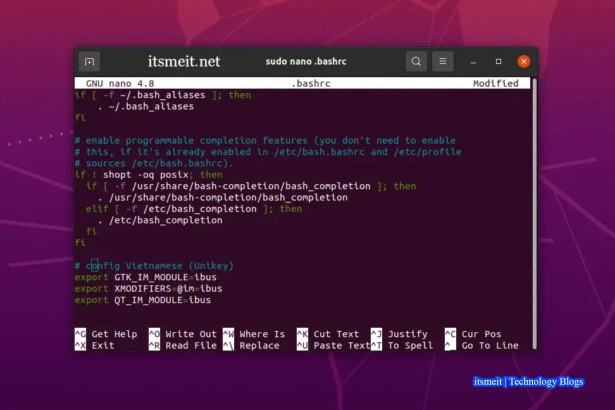 itsmeit.net
sudo nano .bashrc
GNU nano 4.8 .bashrc Modified
if [ -f ~/.bash_aliases ]; then
    . ~/.bash_aliases
fi
# enable programmable completion features (you don't need to enable
# this, if it's already enabled in /etc/bash.bashrc and /etc/profile
# sources /etc/bash.bashrc).
if ! shopt -oq posix; then
  if [ -f /usr/share/bash-completion/bash_completion ]; then
    . /usr/share/bash-completion/bash_completion
  elif [ -f /etc/bash_completion ]; then
    . /etc/bash_completion
  fi
fi
# config Vietnamese (Unikey)
export GTK_IM_MODULE=ibus
export XMODIFIERS=@im=ibus
export QT_IM_MODULE=ibus
^G Get Help ^O Write Out ^W Where Is ^K Cut Text ^J Justify ^C Cur Pos
^X Exit ^R Read File ^\ Replace ^U Paste Text ^T To Spell ^_ Go To Line
itsmeit | Technology Blogs